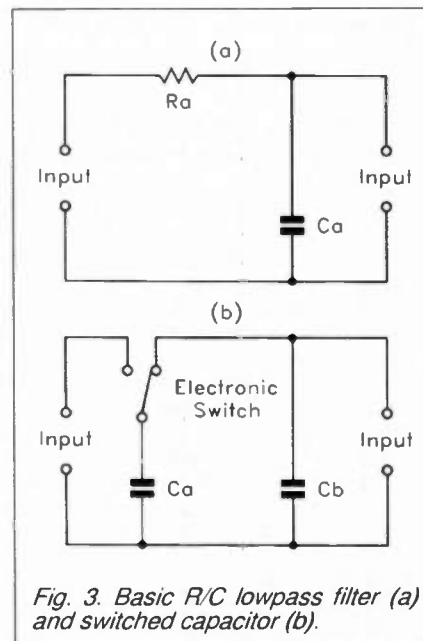 (a)
Ra
Input
Input
Ca
(b)
Electronic
Switch
Input
Input
Ca
Cb
Fig. 3. Basic R/C lowpass filter (a)
and switched capacitor (b).